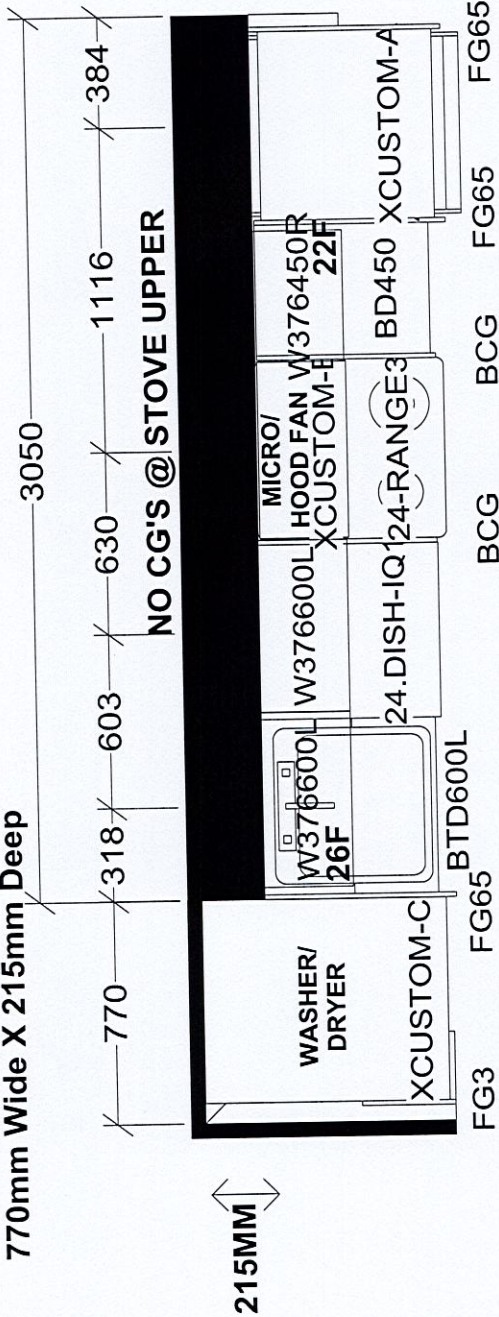 770mm Wide X 215mm Deep
3050
770
318
603
630
1116
384
NO CG'S @ STOVE UPPER
215MM
WASHER/
DRYER
XCUSTOM-C
W376600L
26F
W376600L
MICRO/
HOOD FAN
XCUSTOM-E
W376450R
22F
24.DISH-IQ1
24-RANGE3
BD450
XCUSTOM-A
BTD600L
FG3
FG65
BCG
BCG
FG65
FG65